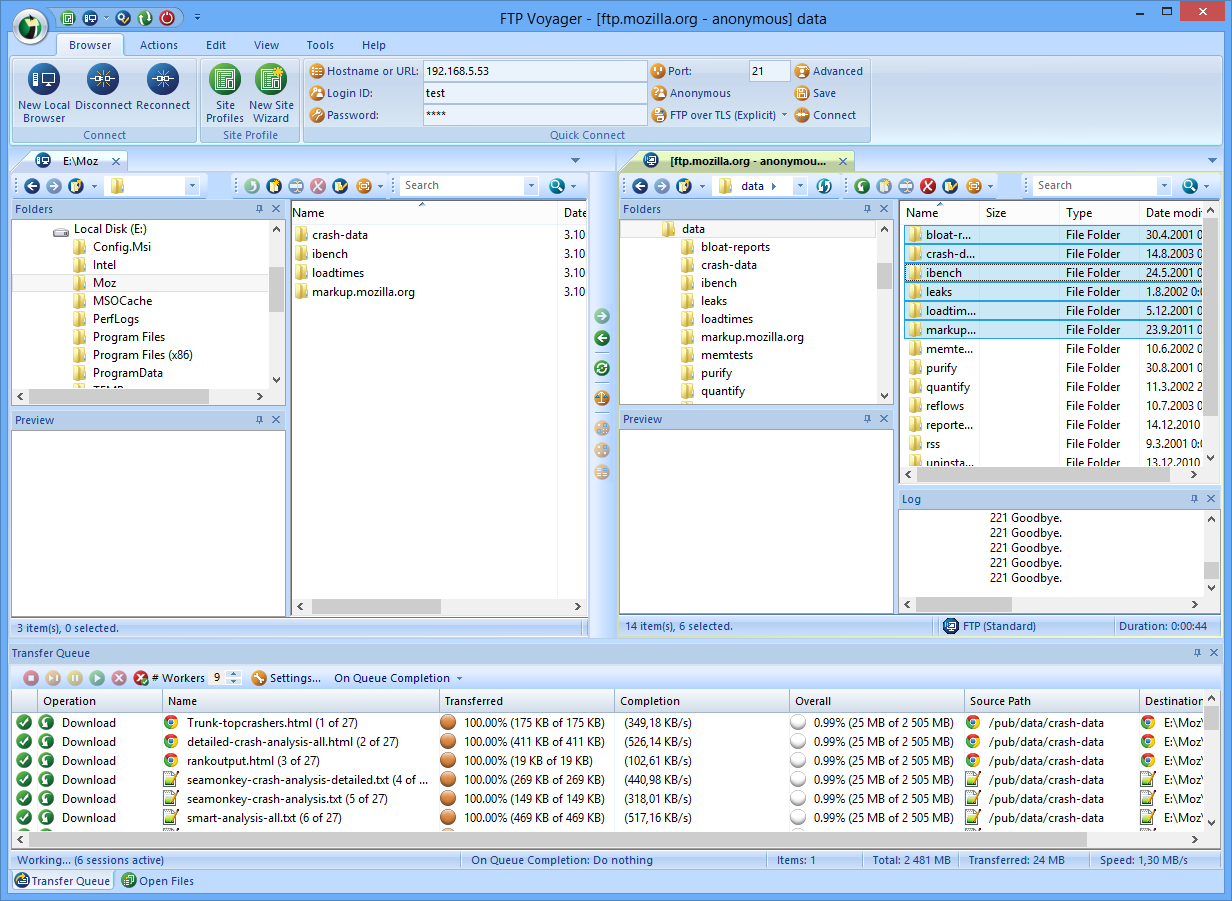 FTP Voyager - [ftp.mozilla.org - anonymous] data
Browser Actions Edit View Tools Help
New Local Browser
Disconnect
Reconnect
Connect
Site Profiles
New Site Wizard
Site Profile
Hostname or URL: 192.168.5.53 Port: 21 Advanced
Login ID: test Anonymous Save
Password: **** FTP over TLS (Explicit) Connect
Quick Connect
E:\Moz
Search
Folders
Local Disk (E:)
Config.Msi
Intel
Moz
MSOCache
PerfLogs
Program Files
Program Files (x86)
ProgramData
Preview
Name Date
crash-data 3.10
ibench 3.10
loadtimes 3.10
markup.mozilla.org 3.10
3 item(s), 0 selected.
[ftp.mozilla.org - anonymou...
data
Search
Folders
data
bloat-reports
crash-data
ibench
leaks
loadtimes
markup.mozilla.org
memtests
purify
quantify
Preview
Name Size Type Date modi
bloat-r... File Folder 30.4.2001 0
crash-d... File Folder 14.8.2003 0
ibench File Folder 24.5.2001 0
leaks File Folder 1.8.2002 0:
loadtim... File Folder 5.12.2001 0
markup... File Folder 23.9.2011 0
memte... File Folder 10.6.2002 0
purify File Folder 30.8.2001 0
quantify File Folder 11.3.2002 2
reflows File Folder 10.7.2003 0
reporte... File Folder 14.12.2010
rss File Folder 9.3.2001 0:
uninsta... File Folder 13.12.2010
Log
221 Goodbye.
221 Goodbye.
221 Goodbye.
221 Goodbye.
221 Goodbye.
14 item(s), 6 selected. FTP (Standard) Duration: 0:00:44
Transfer Queue
# Workers 9 Settings... On Queue Completion
Operation Name Transferred Completion Overall Source Path Destination
Download Trunk-topcrashers.html (1 of 27) 100.00% (175 KB of 175 KB) (349,18 KB/s) 0.99% (25 MB of 2 505 MB) /pub/data/crash-data E:\Moz\
Download detailed-crash-analysis-all.html (2 of 27) 100.00% (411 KB of 411 KB) (526,14 KB/s) 0.99% (25 MB of 2 505 MB) /pub/data/crash-data E:\Moz\
Download rankoutput.html (3 of 27) 100.00% (19 KB of 19 KB) (102,61 KB/s) 0.99% (25 MB of 2 505 MB) /pub/data/crash-data E:\Moz\
Download seamonkey-crash-analysis-detailed.txt (4 of ... 100.00% (269 KB of 269 KB) (440,98 KB/s) 0.99% (25 MB of 2 505 MB) /pub/data/crash-data E:\Moz\
Download seamonkey-crash-analysis.txt (5 of 27) 100.00% (149 KB of 149 KB) (318,01 KB/s) 0.99% (25 MB of 2 505 MB) /pub/data/crash-data E:\Moz\
Download smart-analysis-all.txt (6 of 27) 100.00% (469 KB of 469 KB) (517,16 KB/s) 0.99% (25 MB of 2 505 MB) /pub/data/crash-data E:\Moz\
Working... (6 sessions active) On Queue Completion: Do nothing Items: 1 Total: 2 481 MB Transferred: 24 MB Speed: 1,30 MB/s
Transfer Queue Open Files